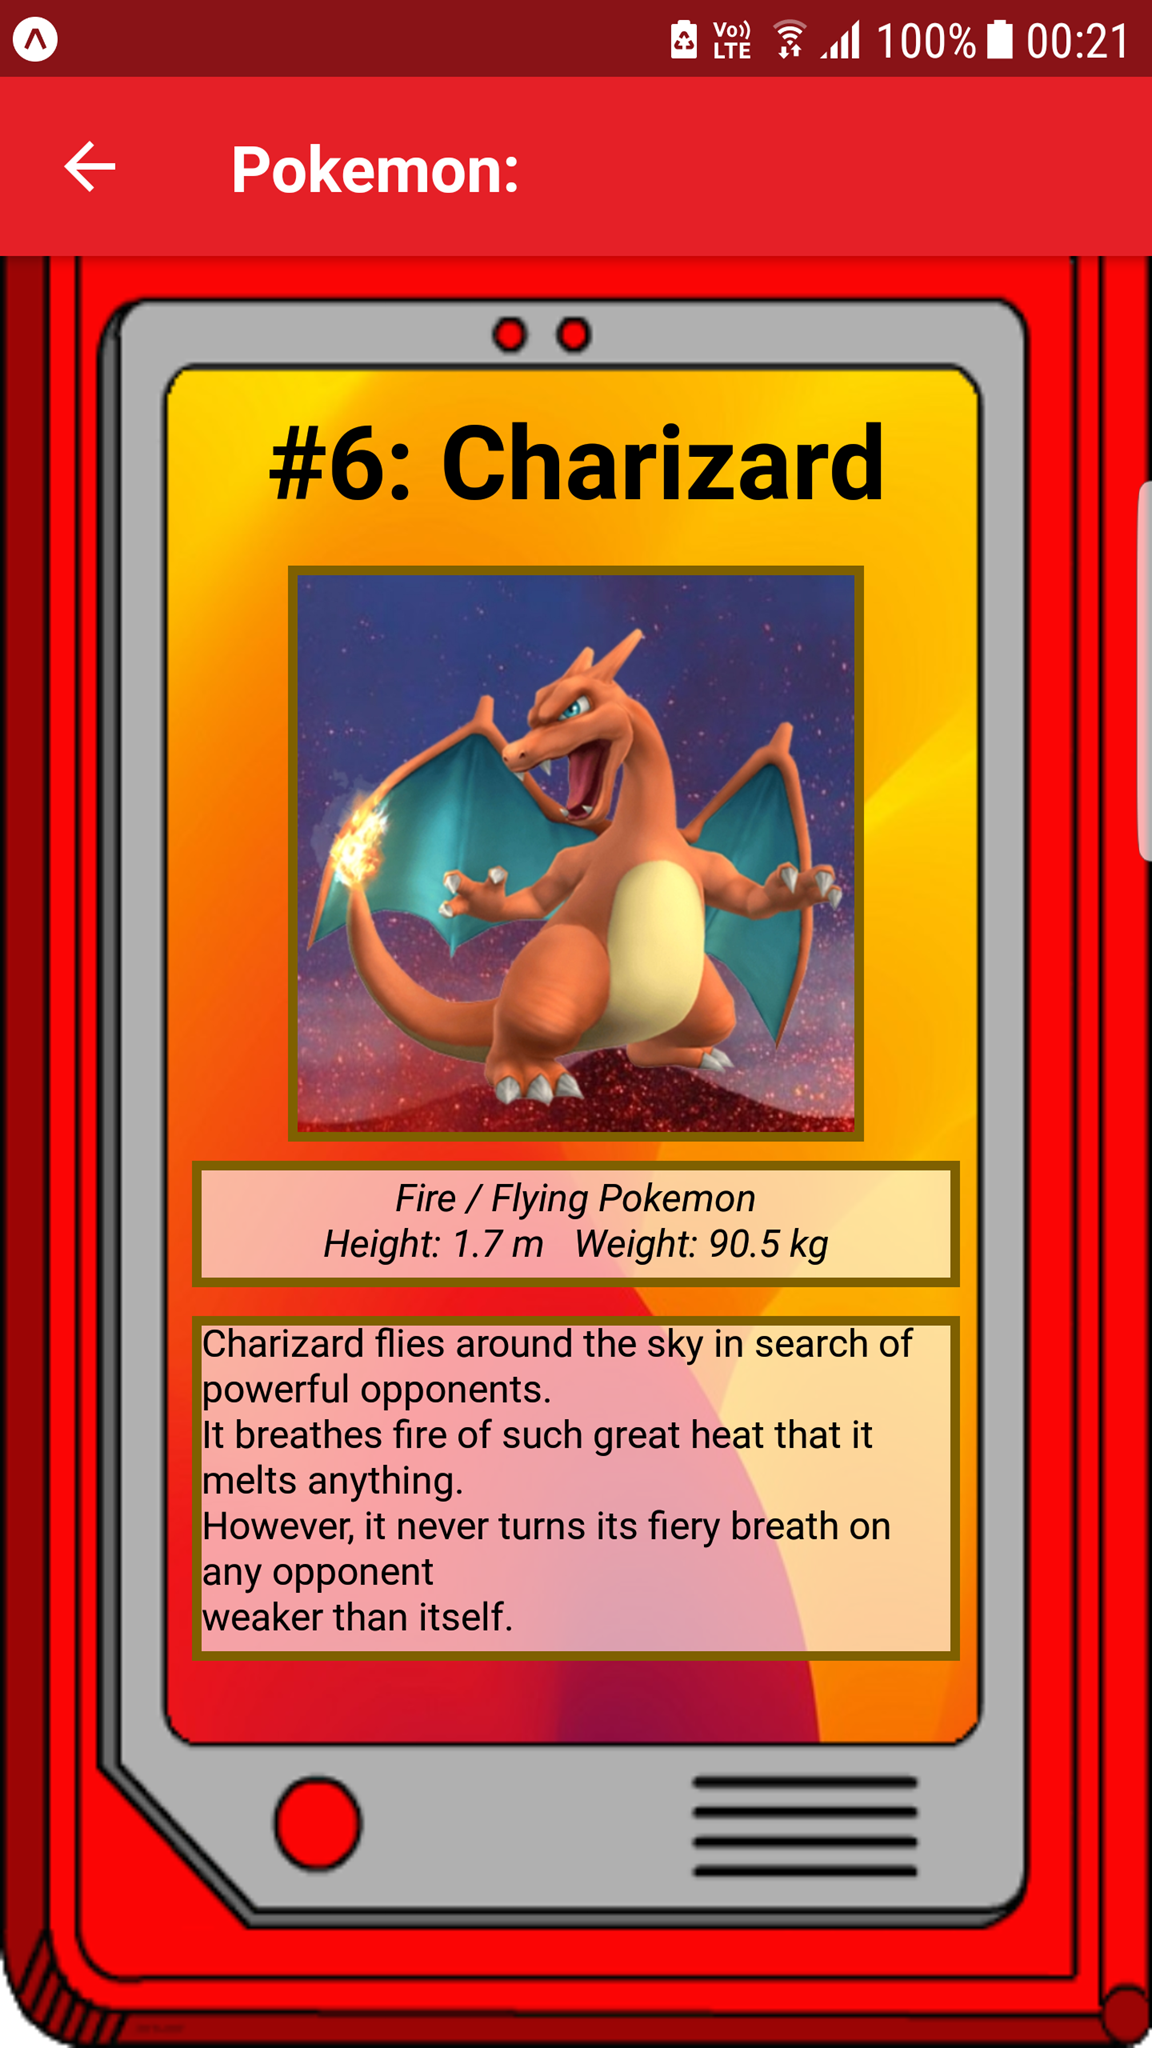 Vo)) LTE 100% 00:21
Pokemon:
#6: Charizard
Fire / Flying Pokemon
Height: 1.7 m   Weight: 90.5 kg
Charizard flies around the sky in search of
powerful opponents.
It breathes fire of such great heat that it
melts anything.
However, it never turns its fiery breath on
any opponent
weaker than itself.